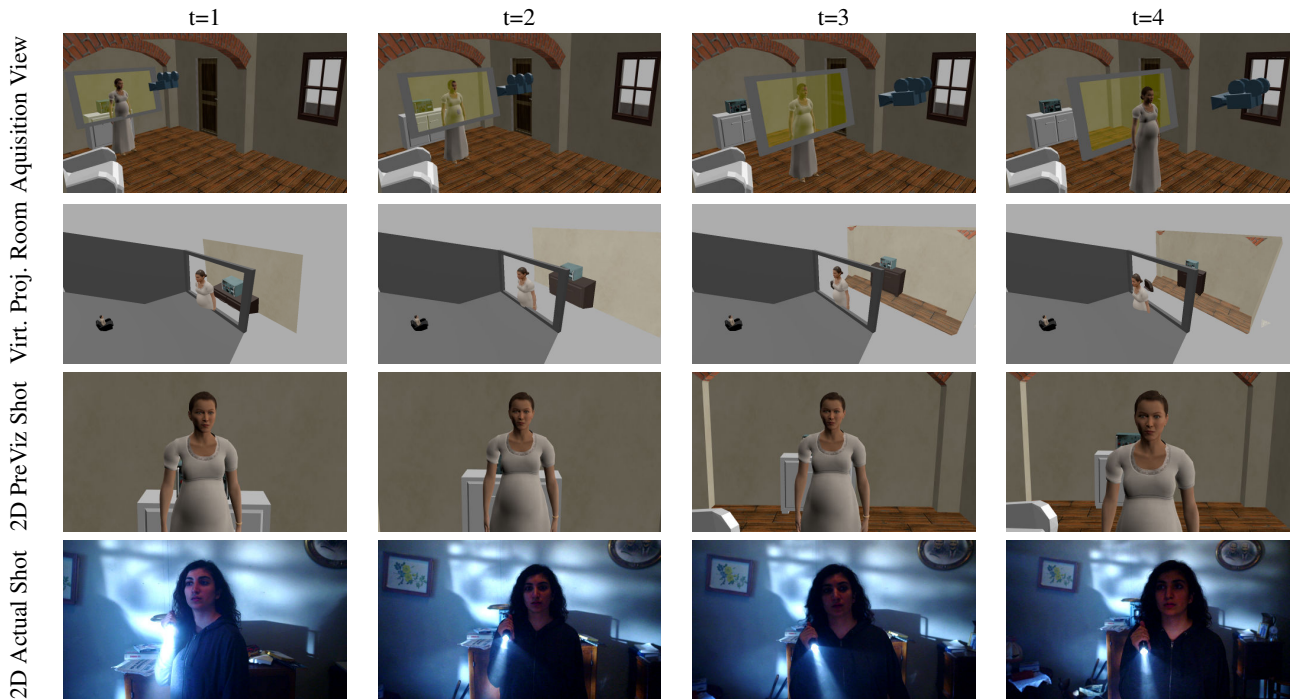 t=1 t=2 t=3 t=4
Aquisition View
Virt. Proj. Room
2D PreViz Shot
2D Actual Shot